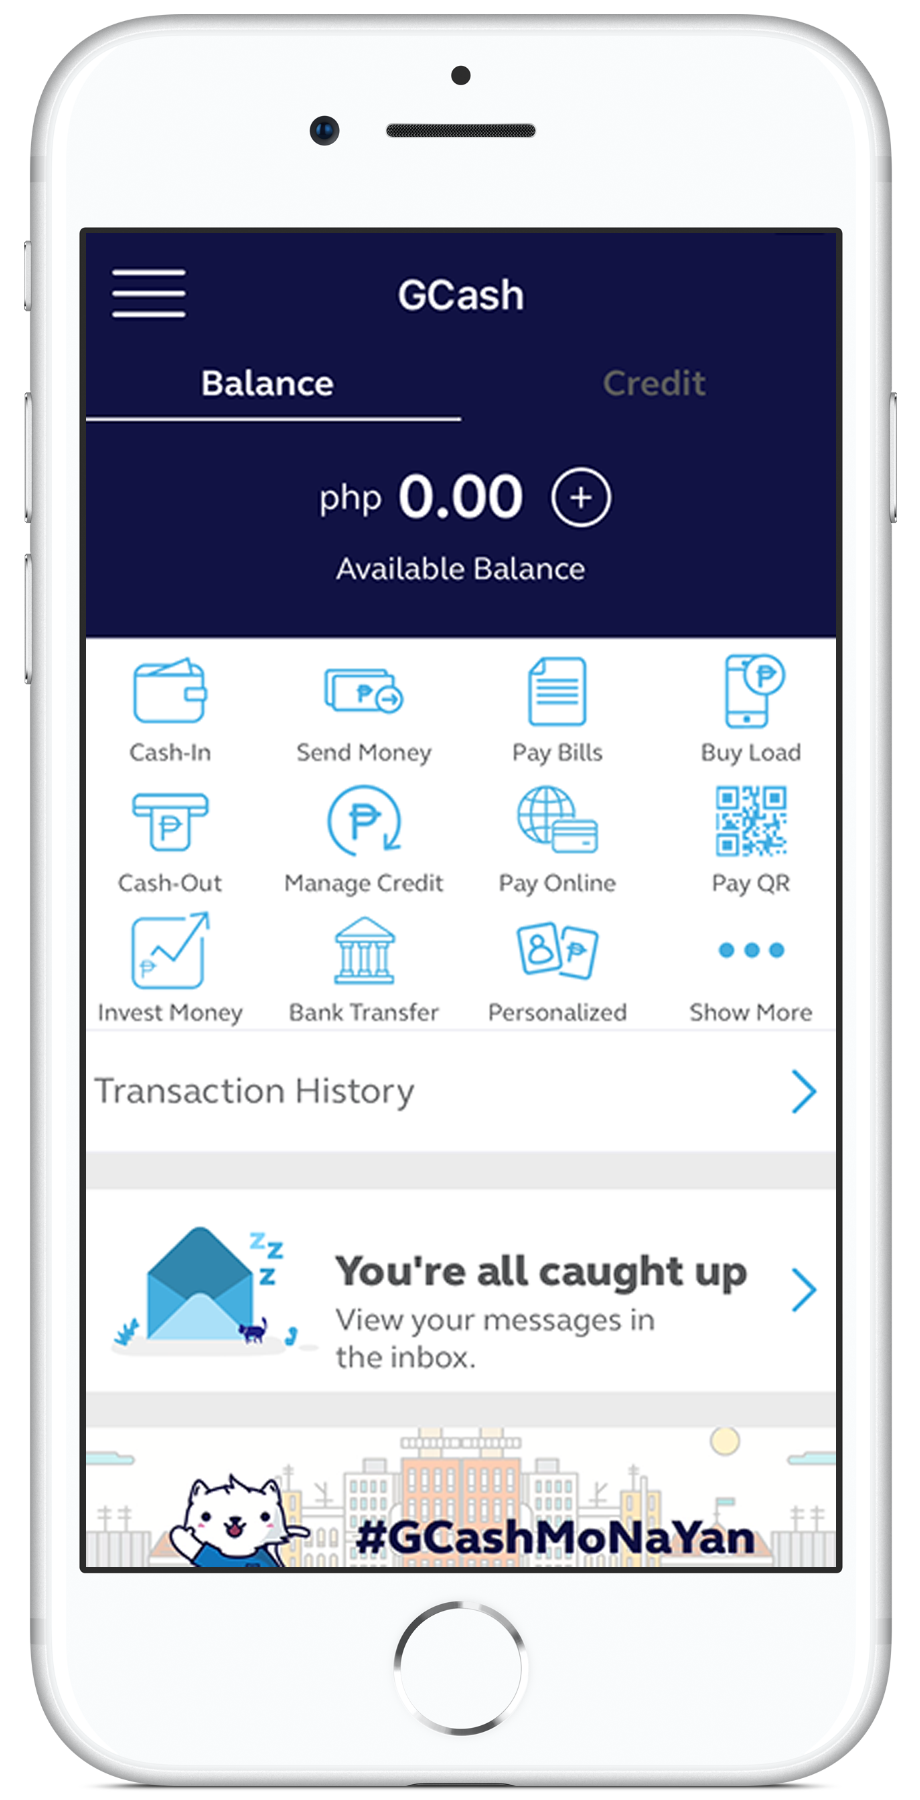 GCash
Balance Credit
php 0.00 +
Available Balance
Cash-In Send Money Pay Bills Buy Load
Cash-Out Manage Credit Pay Online Pay QR
Invest Money Bank Transfer Personalized Show More
Transaction History
z z z
You're all caught up
View your messages in
the inbox.
#GCashMoNaYan